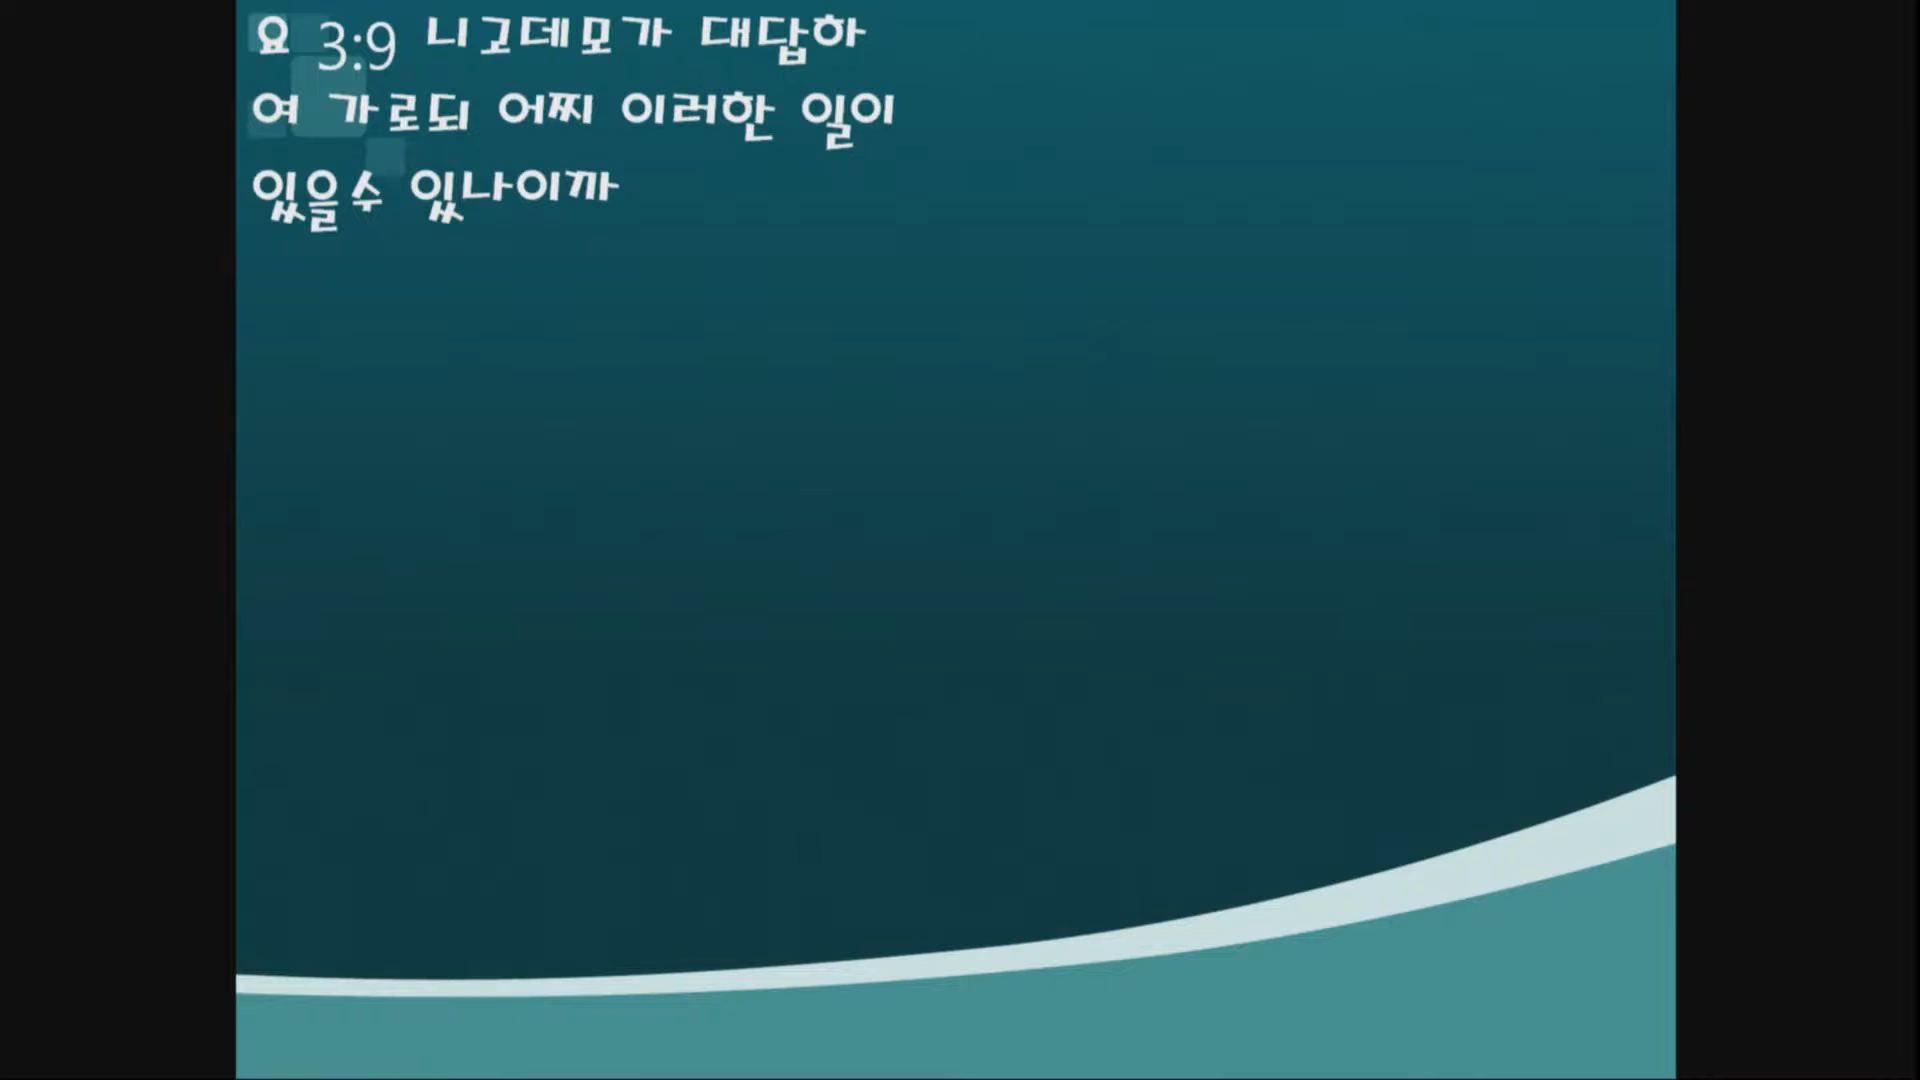 요 3:9 니고데모가 대답하
여 가로되 어찌 이러한 일이
있을수 있나이까